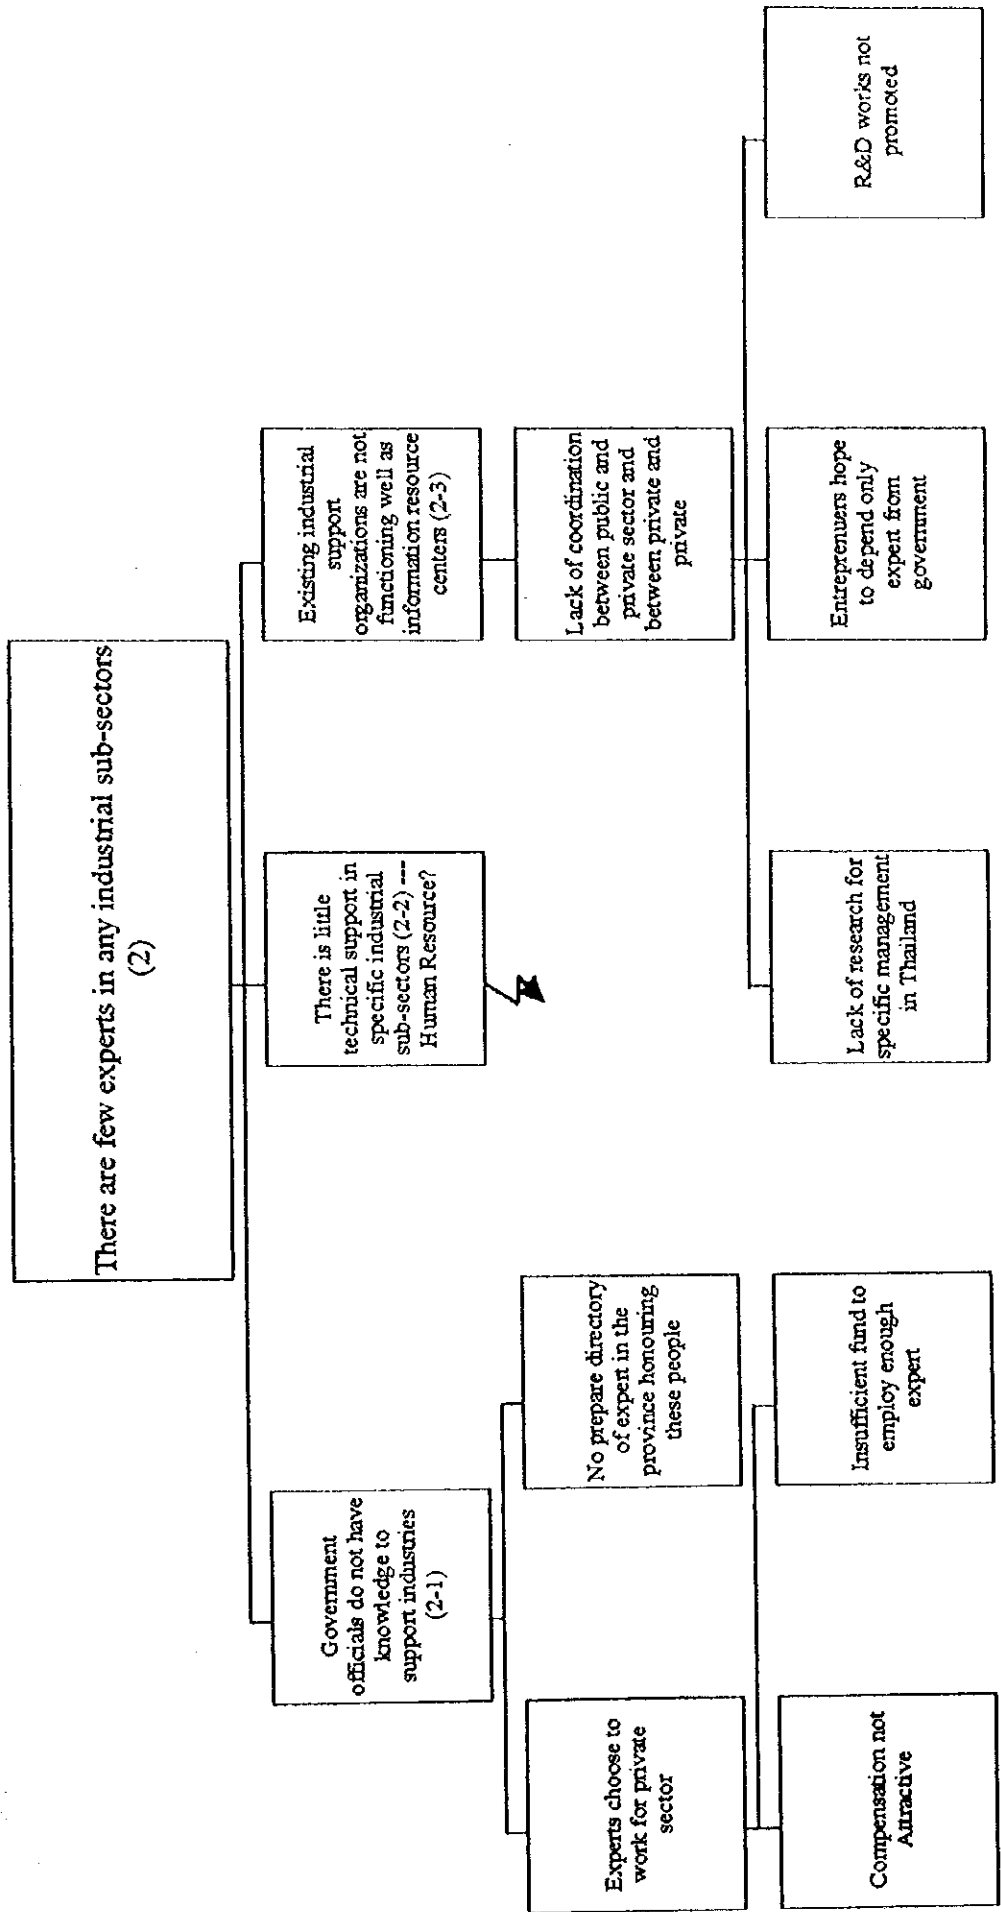 There are few experts in any industrial sub-sectors
(2)
Government
officials do not have
knowledge to
support industries
(2-1)
There is little
technical support in
specific industrial
sub-sectors (2-2) ---
Human Resource?
Existing industrial
support
organizations are not
functioning well as
information resource
centers (2-3)
Experts choose to
work for private
sector
No prepare directory
of expert in the
province honouring
these people
Lack of coordination
between public and
private sector and
between private and
private
Compensation not
Attractive
Insufficient fund to
employ enough
expert
Lack of research for
specific management
in Thailand
Entreprenuers hope
to depend only
expert from
government
R&D works not
promoted